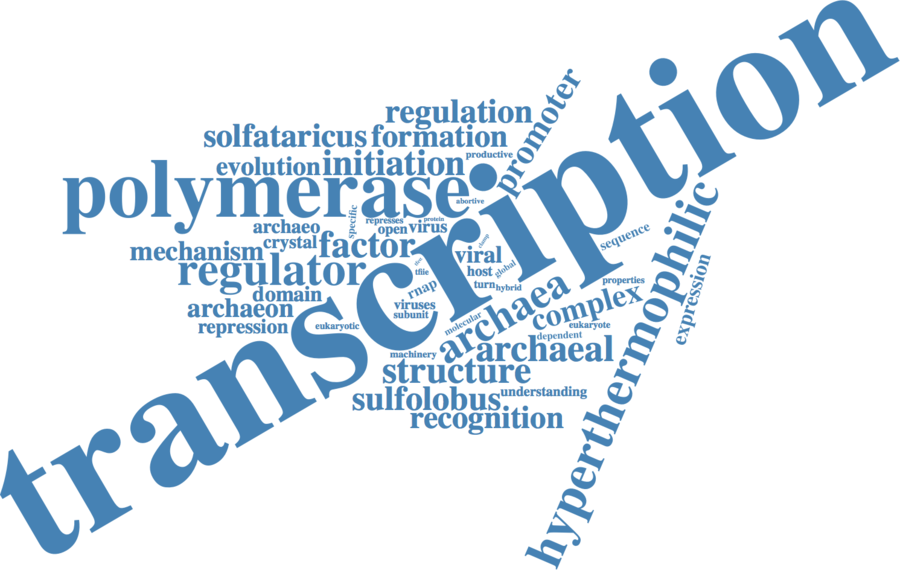 transcription
regulation
promoter
solfataricus
formation
evolution
initiation
productive
polymerase
abortive
specific
represses
protein
archaeo
open
virus
crystal
factor
mechanism
viral
sequence
clamp
regulator
tfiie
host
global
domain
rnap
turn
hybrid
properties
archaeon
viruses
archaea
complex
hyperthermophilic
expression
repression
eukaryotic
subunit
molecular
eukaryote
dependent
machinery
archaeal
structure
sulfolobus
understanding
recognition